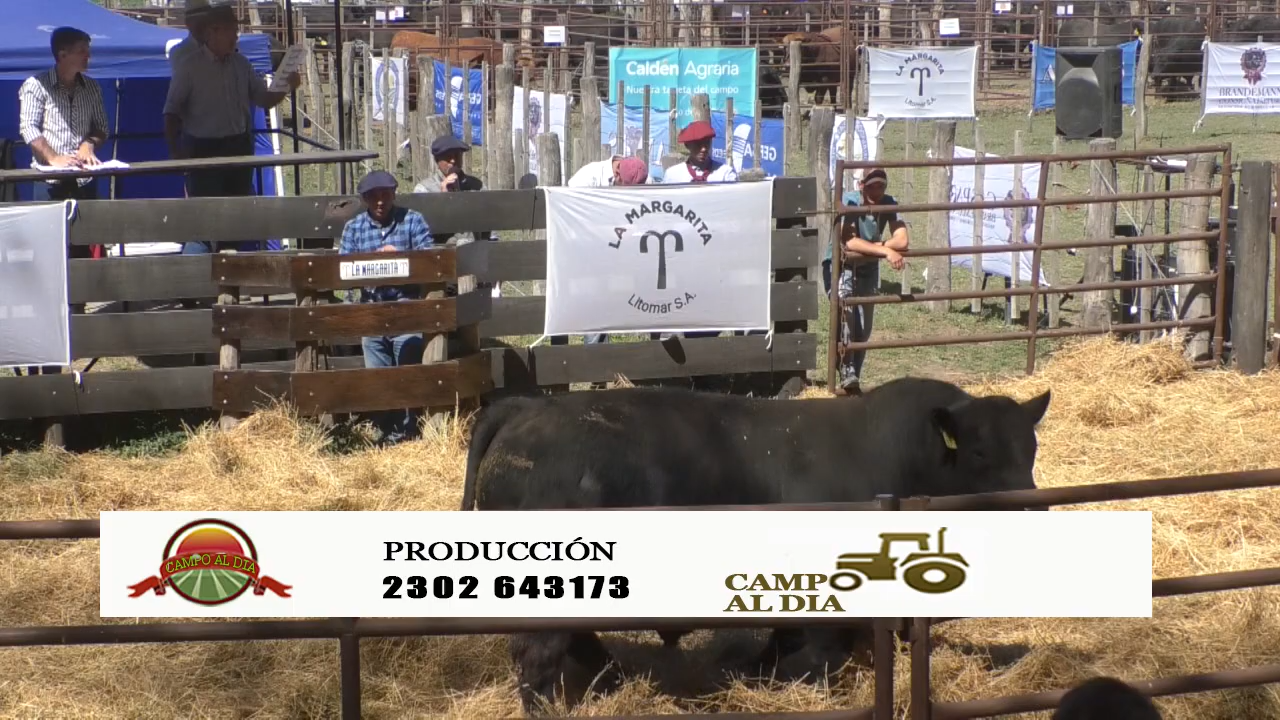 Caldén Agraria
Nuestra tarjeta del campo
LA MARGARITA
Litomar S.A.
BRANDEMANN
LA MARGARITA
LA MARGARITA
Litomar S.A.
CAMPO AL DIA
PRODUCCIÓN
2302 643173
CAMPO
AL DIA